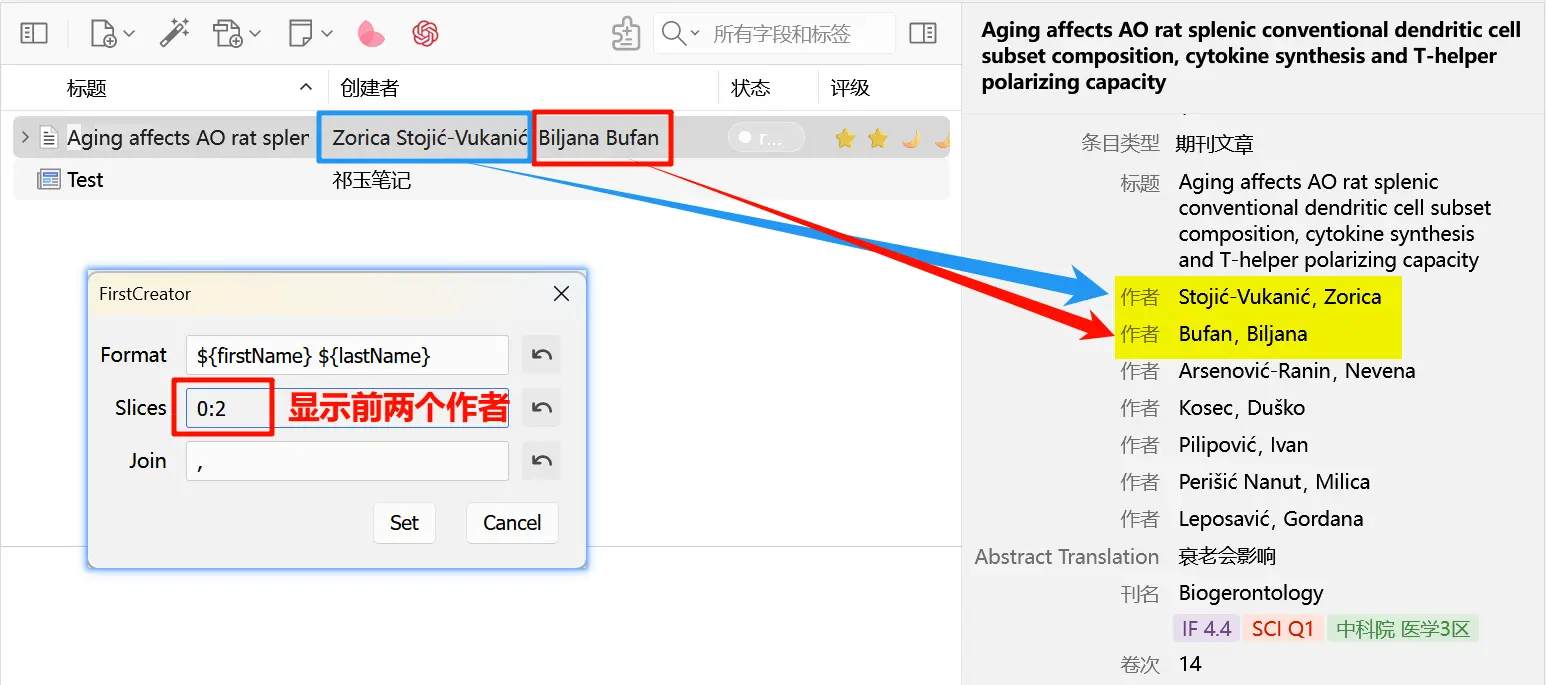 所有字段和标签
标题
创建者
状态
评级
Aging affects AO rat splen
Zorica Stojić-Vukanić
Biljana Bufan
r...
Test
祁玉笔记
FirstCreator
Format
${firstName} ${lastName}
Slices
0:2
显示前两个作者
Join
,
Set
Cancel
Aging affects AO rat splenic conventional dendritic cell
subset composition, cytokine synthesis and T-helper
polarizing capacity
条目类型 期刊文章
标题 Aging affects AO rat splenic
conventional dendritic cell subset
composition, cytokine synthesis
and T-helper polarizing capacity
作者 Stojić-Vukanić, Zorica
作者 Bufan, Biljana
作者 Arsenović-Ranin, Nevena
作者 Kosec, Duško
作者 Pilipović, Ivan
作者 Perišić Nanut, Milica
作者 Leposavić, Gordana
Abstract Translation 衰老会影响
刊名 Biogerontology
IF 4.4 SCI Q1 中科院 医学3区
卷次 14